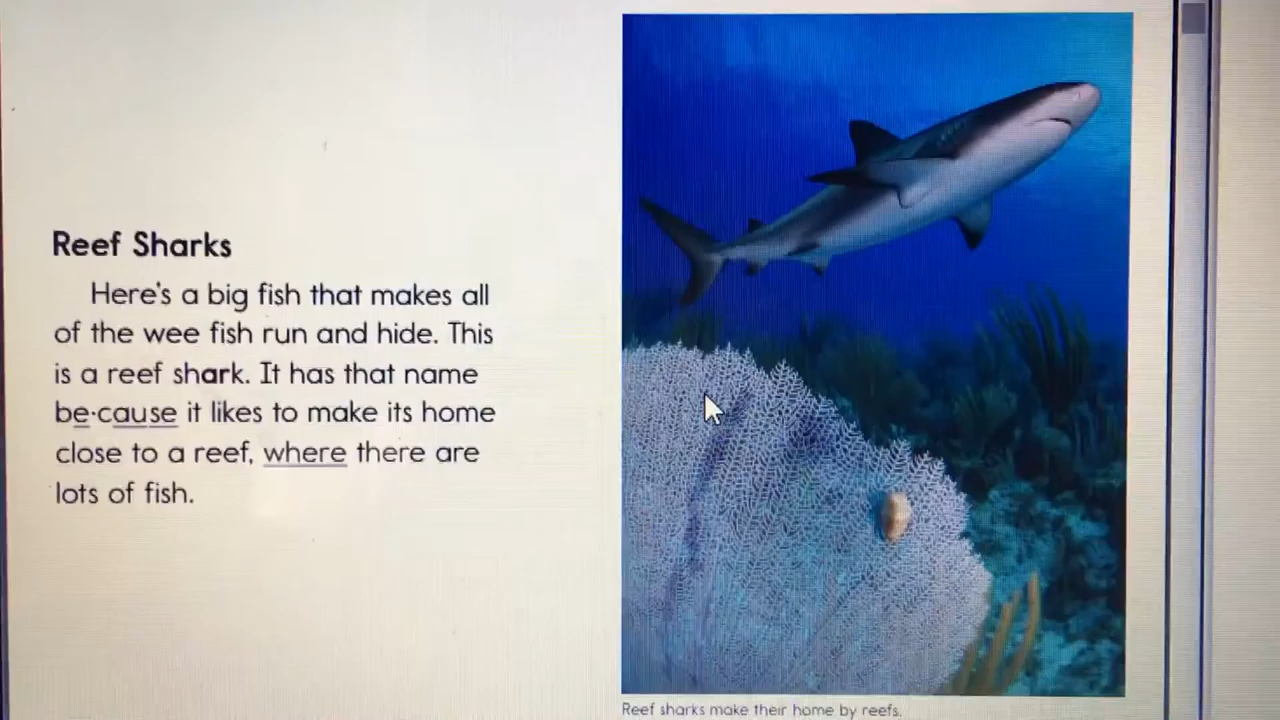 Reef Sharks
Here's a big fish that makes all
of the wee fish run and hide. This
is a reef shark. It has that name
be·cause it likes to make its home
close to a reef, where there are
lots of fish.
Reef sharks make their home by reefs.